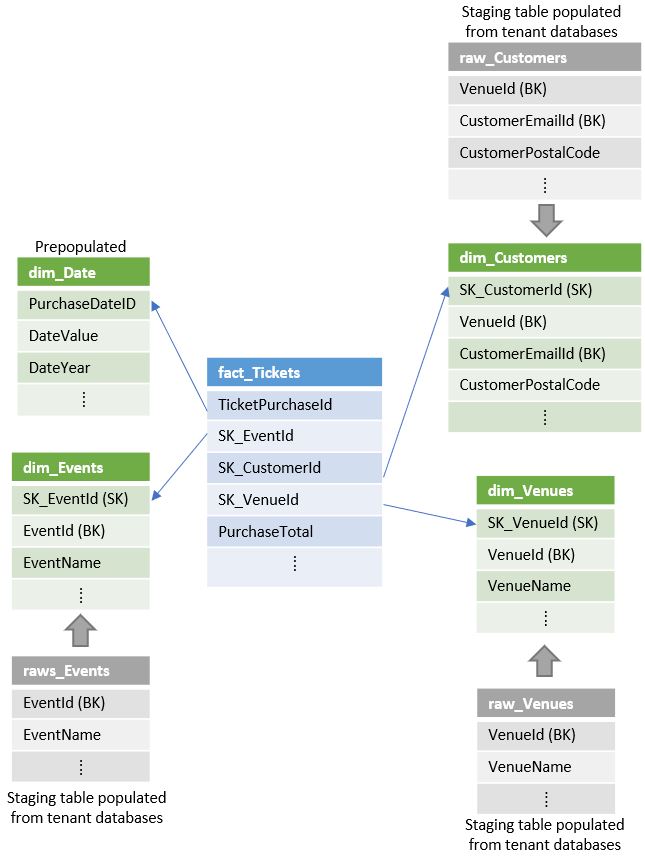 Staging table populated
from tenant databases
raw_Customers
VenueId (BK)
CustomerEmailId (BK)
CustomerPostalCode
dim_Customers
SK_CustomerId (SK)
VenueId (BK)
CustomerEmailId (BK)
CustomerPostalCode
Prepopulated
dim_Date
PurchaseDateID
DateValue
DateYear
fact_Tickets
TicketPurchaseId
SK_EventId
SK_CustomerId
SK_VenueId
PurchaseTotal
dim_Events
SK_EventId (SK)
EventId (BK)
EventName
dim_Venues
SK_VenueId (SK)
VenueId (BK)
VenueName
raws_Events
EventId (BK)
EventName
Staging table populated
from tenant databases
raw_Venues
VenueId (BK)
VenueName
Staging table populated
from tenant databases